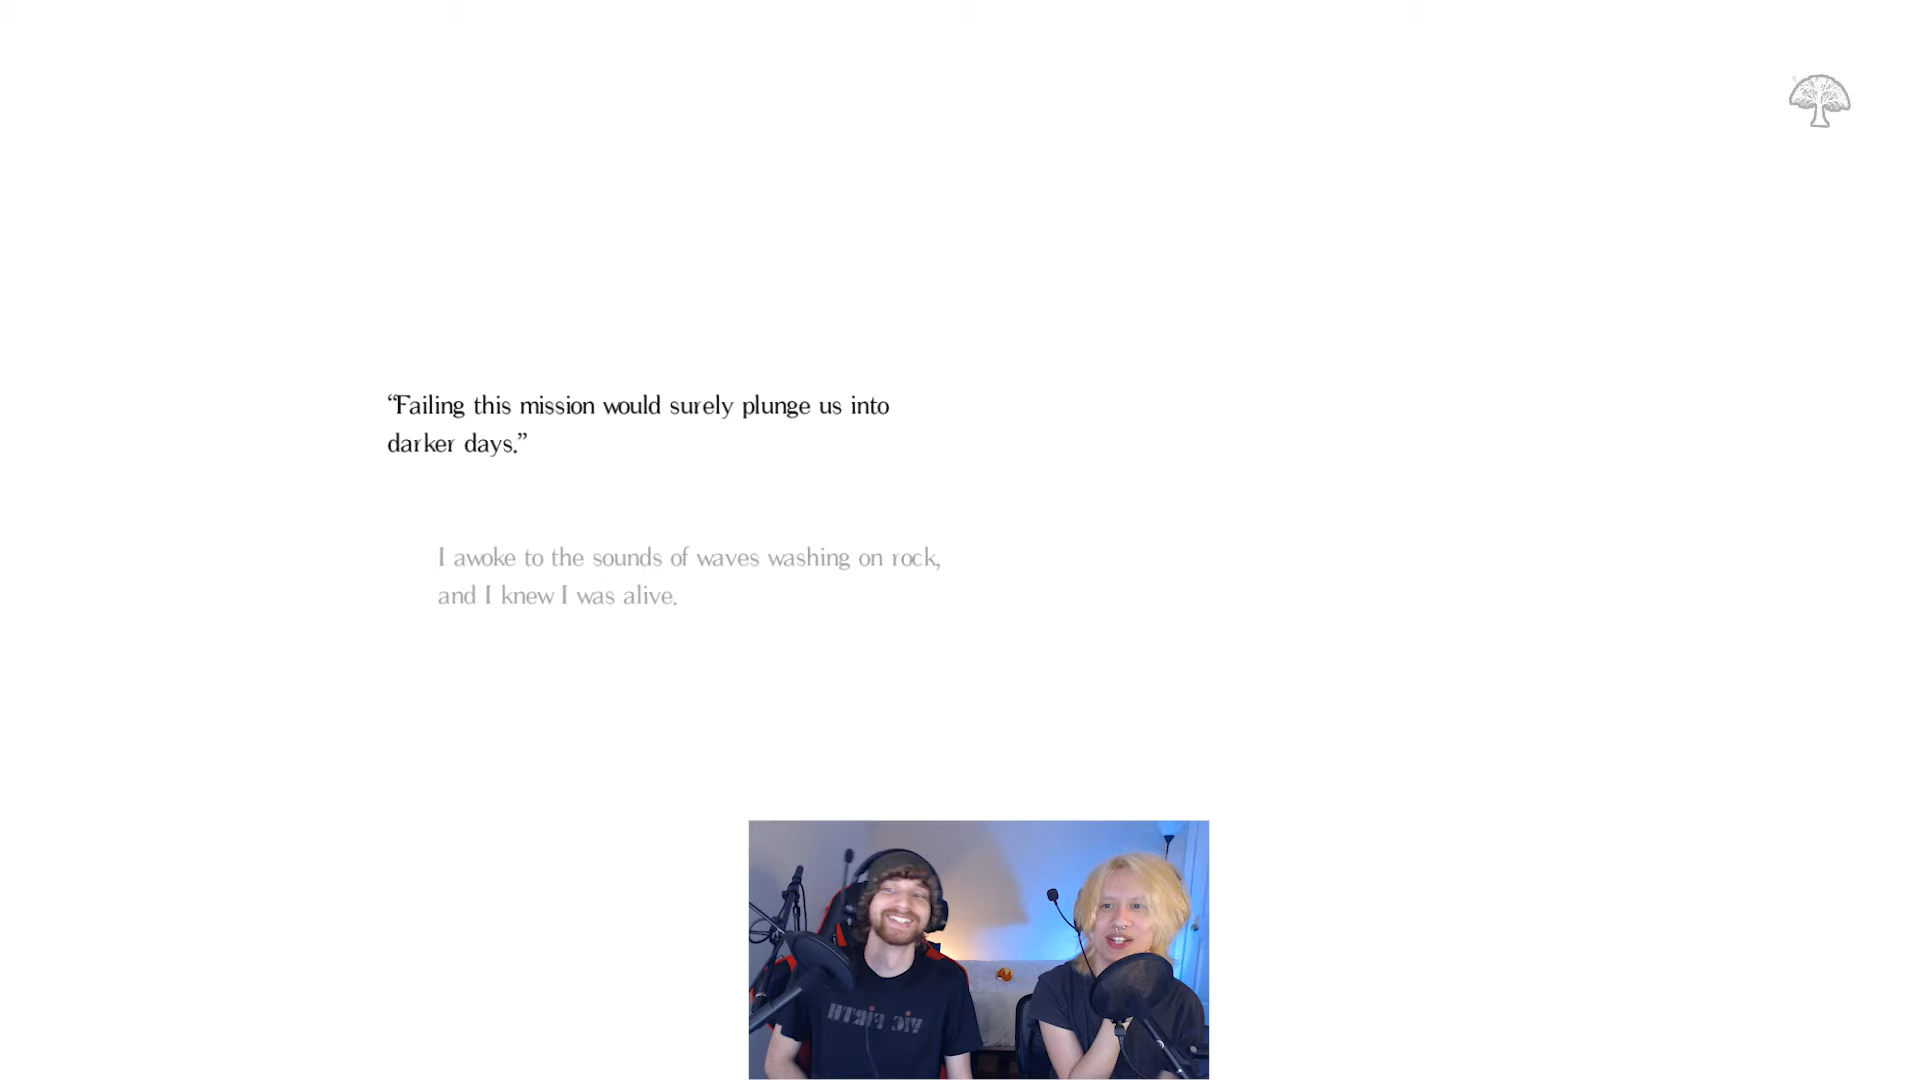 “Failing this mission would surely plunge us into
darker days.”
I awoke to the sounds of waves washing on rock,
and I knew I was alive.